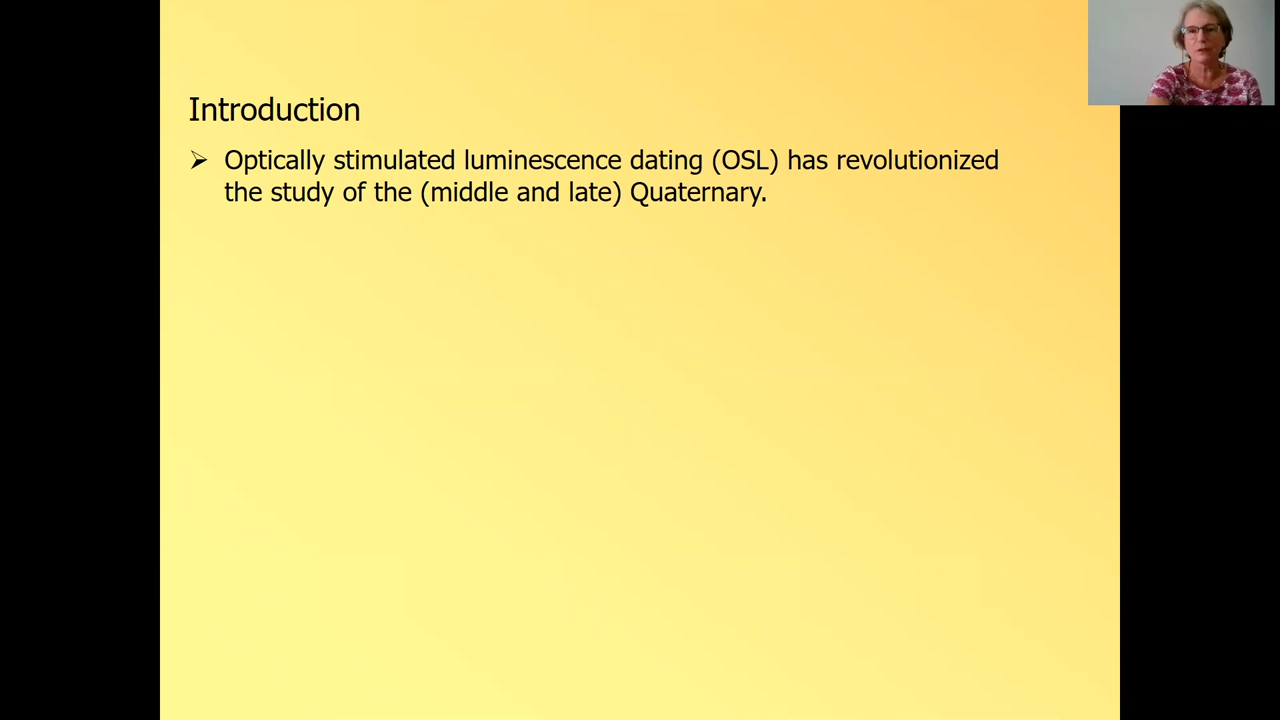 Introduction
➢ Optically stimulated luminescence dating (OSL) has revolutionized
the study of the (middle and late) Quaternary.